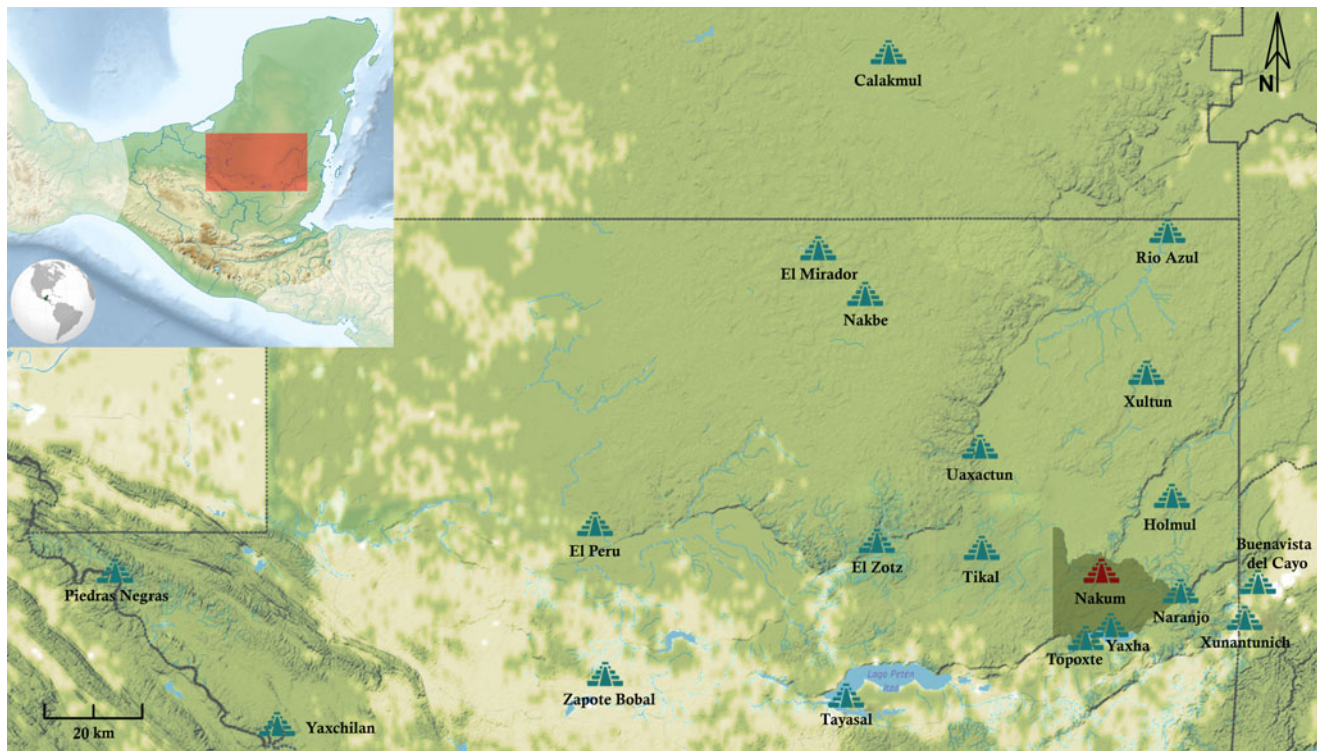 Calakmul
N
Rio Azul
El Mirador
Nakbe
Xultun
Uaxactun
Holmul
El Peru
El Zotz
Tikal
Buenavista
del Cayo
Piedras Negras
Nakum
Naranjo
Xunantunich
Yaxha
Topoxte
Lago Petén
Itzá
Zapote Bobal
Tayasal
Yaxchilan
20 km